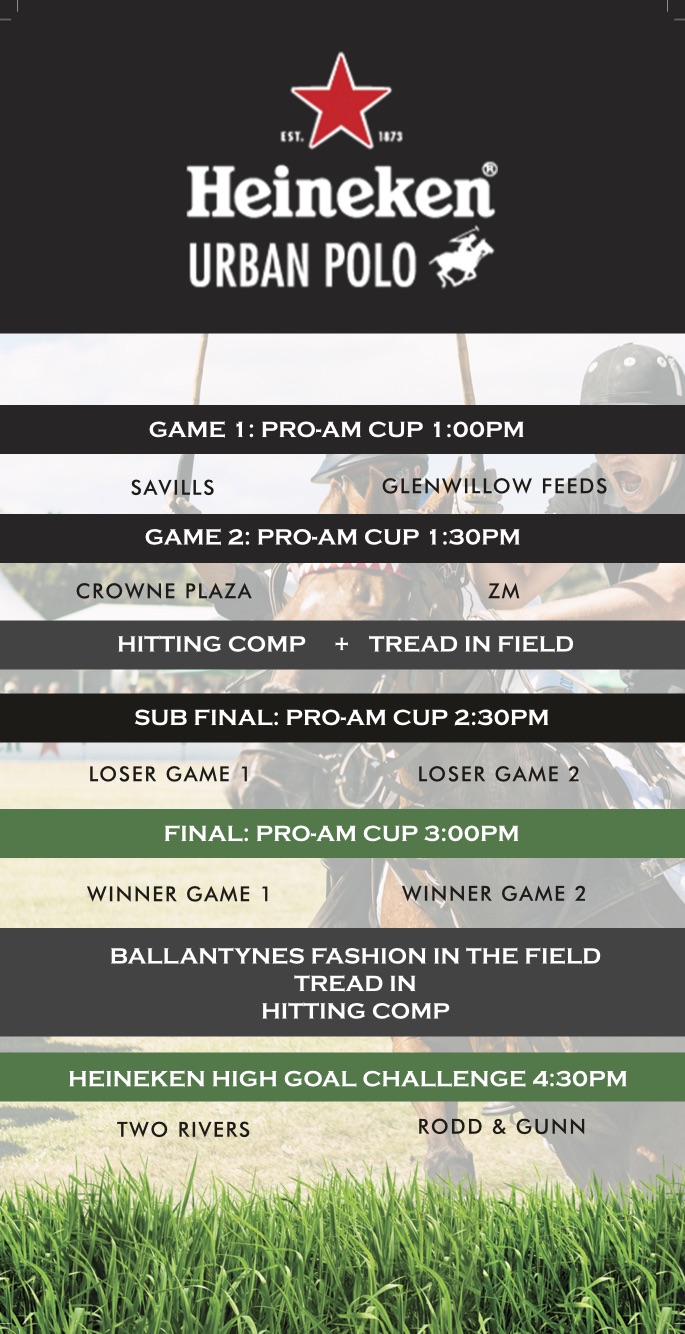 EST. 1873
Heineken®
URBAN POLO
GAME 1: PRO-AM CUP 1:00PM
SAVILLS GLENWILLOW FEEDS
GAME 2: PRO-AM CUP 1:30PM
CROWNE PLAZA ZM
HITTING COMP + TREAD IN FIELD
SUB FINAL: PRO-AM CUP 2:30PM
LOSER GAME 1 LOSER GAME 2
FINAL: PRO-AM CUP 3:00PM
WINNER GAME 1 WINNER GAME 2
BALLANTYNES FASHION IN THE FIELD
TREAD IN
HITTING COMP
HEINEKEN HIGH GOAL CHALLENGE 4:30PM
TWO RIVERS RODD & GUNN